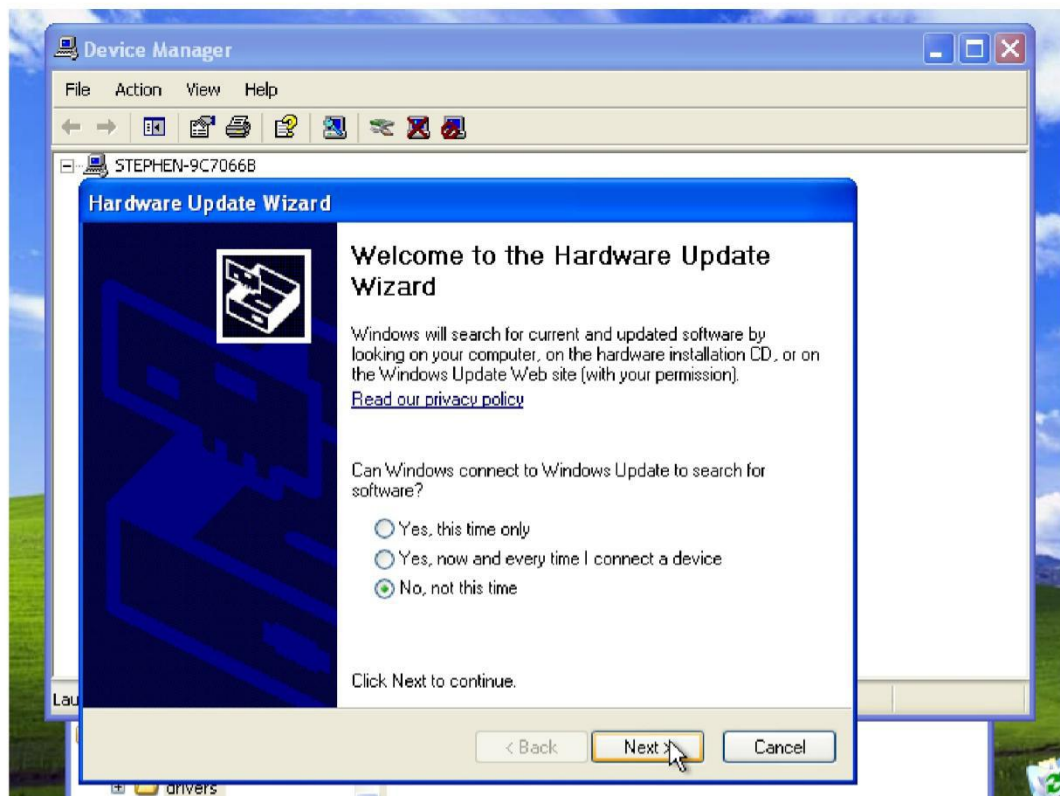 Device Manager
File Action View Help
STEPHEN-9C7066B
Hardware Update Wizard
Welcome to the Hardware Update
Wizard
Windows will search for current and updated software by
looking on your computer, on the hardware installation CD, or on
the Windows Update Web site (with your permission).
Read our privacy policy
Can Windows connect to Windows Update to search for
software?
Yes, this time only
Yes, now and every time I connect a device
No, not this time
Click Next to continue.
Lau
< Back Next > Cancel
drivers